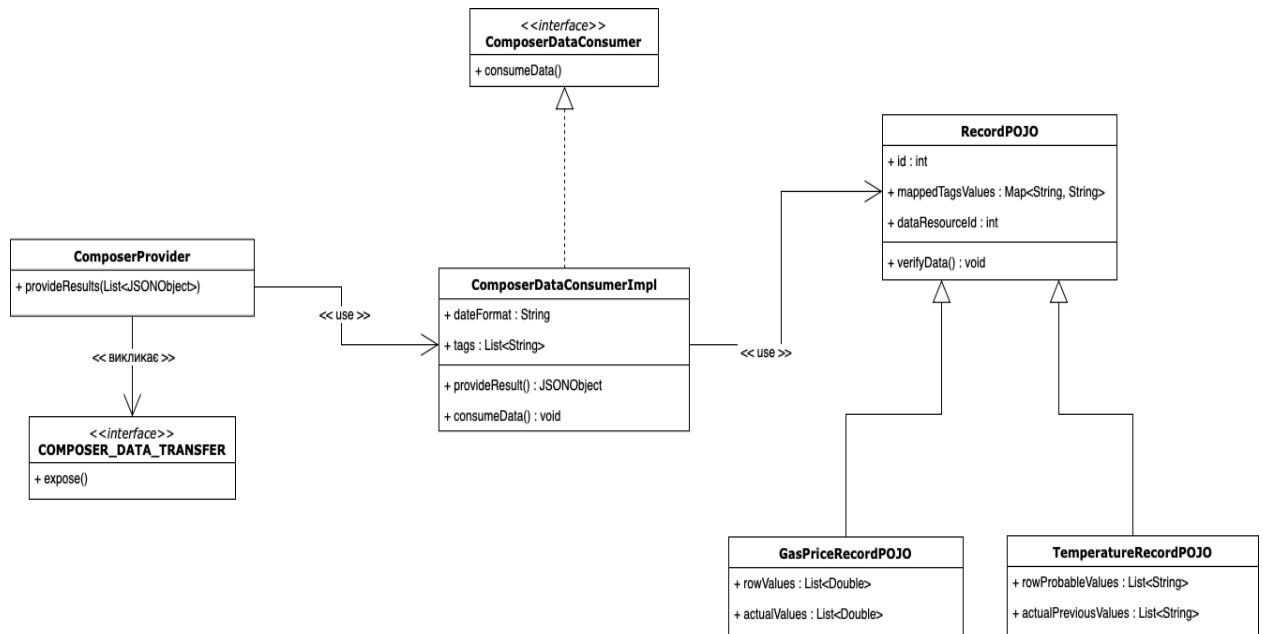 <<interface>>
ComposerDataConsumer
+ consumeData()
RecordPOJO
+ id : int
+ mappedTagsValues : Map<String, String>
+ dataResourceId : int
+ verifyData() : void
ComposerProvider
+ provideResults(List<JSONObject>)
<< use >>
ComposerDataConsumerImpl
+ dateFormat : String
+ tags : List<String>
+ provideResult() : JSONObject
+ consumeData() : void
<< use >>
<< викликає >>
<<interface>>
COMPOSER_DATA_TRANSFER
+ expose()
GasPriceRecordPOJO
+ rowValues : List<Double>
+ actualValues : List<Double>
TemperatureRecordPOJO
+ rowProbableValues : List<String>
+ actualPreviousValues : List<String>